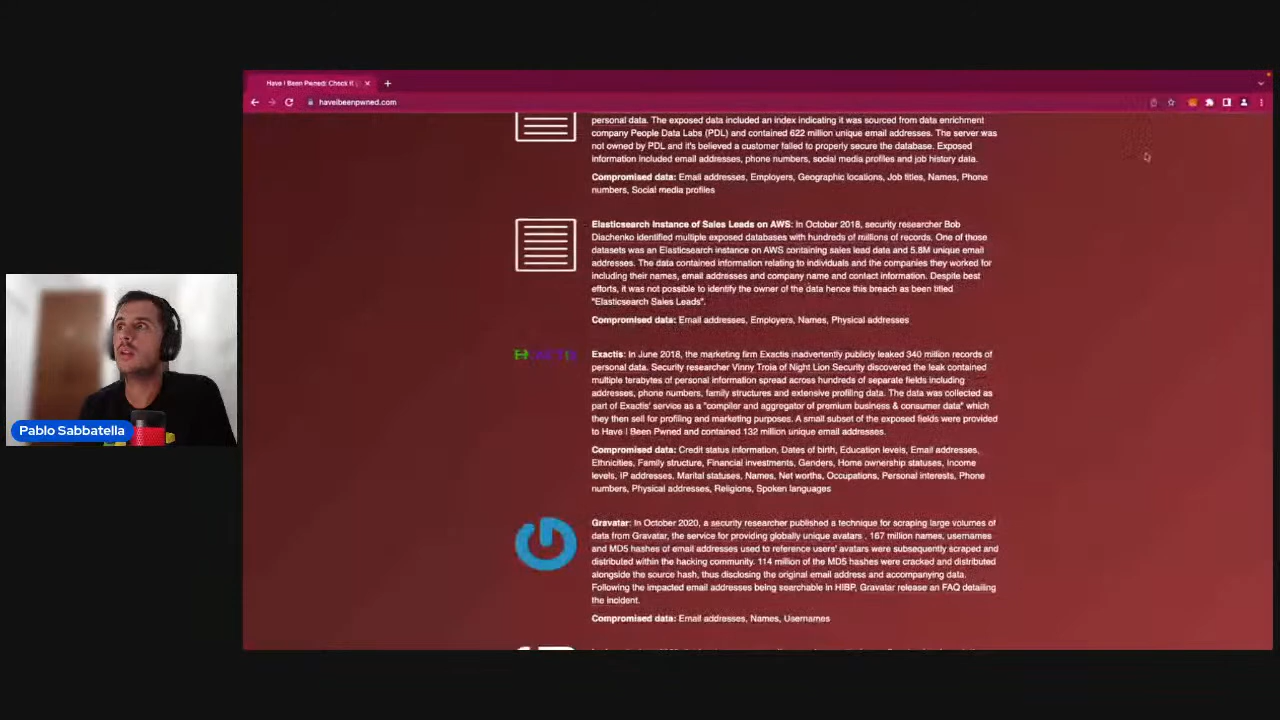 Have I Been Pwned: Check if
haveibeenpwned.com
personal data. The exposed data included an index indicating it was sourced from data enrichment
company People Data Labs (PDL) and contained 622 million unique email addresses. The server was
not owned by PDL and it's believed a customer failed to properly secure the database. Exposed
information included email addresses, phone numbers, social media profiles and job history data.
Compromised data: Email addresses, Employers, Geographic locations, Job titles, Names, Phone
numbers, Social media profiles
Elasticsearch Instance of Sales Leads on AWS: In October 2018, security researcher Bob
Diachenko identified multiple exposed databases with hundreds of millions of records. One of those
datasets was an Elasticsearch instance on AWS containing sales lead data and 5.8M unique email
addresses. The data contained information relating to individuals and the companies they worked for
including their names, email addresses and company name and contact information. Despite best
efforts, it was not possible to identify the owner of the data hence this breach as been titled
"Elasticsearch Sales Leads".
Compromised data: Email addresses, Employers, Names, Physical addresses
Exactis: In June 2018, the marketing firm Exactis inadvertently publicly leaked 340 million records of
personal data. Security researcher Vinny Troia of Night Lion Security discovered the leak contained
multiple terabytes of personal information spread across hundreds of separate fields including
addresses, phone numbers, family structures and extensive profiling data. The data was collected as
part of Exactis' service as a "compiler and aggregator of premium business & consumer data" which
they then sell for profiling and marketing purposes. A small subset of the exposed fields were provided
to Have I Been Pwned and contained 132 million unique email addresses.
Compromised data: Credit status information, Dates of birth, Education levels, Email addresses,
Ethnicities, Family structure, Financial investments, Genders, Home ownership statuses, Income
levels, IP addresses, Marital statuses, Names, Net worths, Occupations, Personal interests, Phone
numbers, Physical addresses, Religions, Spoken languages
Gravatar: In October 2020, a security researcher published a technique for scraping large volumes of
data from Gravatar, the service for providing globally unique avatars . 167 million names, usernames
and MD5 hashes of email addresses used to reference users' avatars were subsequently scraped and
distributed within the hacking community. 114 million of the MD5 hashes were cracked and distributed
alongside the source hash, thus disclosing the original email address and accompanying data.
Following the impacted email addresses being searchable in HIBP, Gravatar release an FAQ detailing
the incident.
Compromised data: Email addresses, Names, Usernames
Pablo Sabbatella